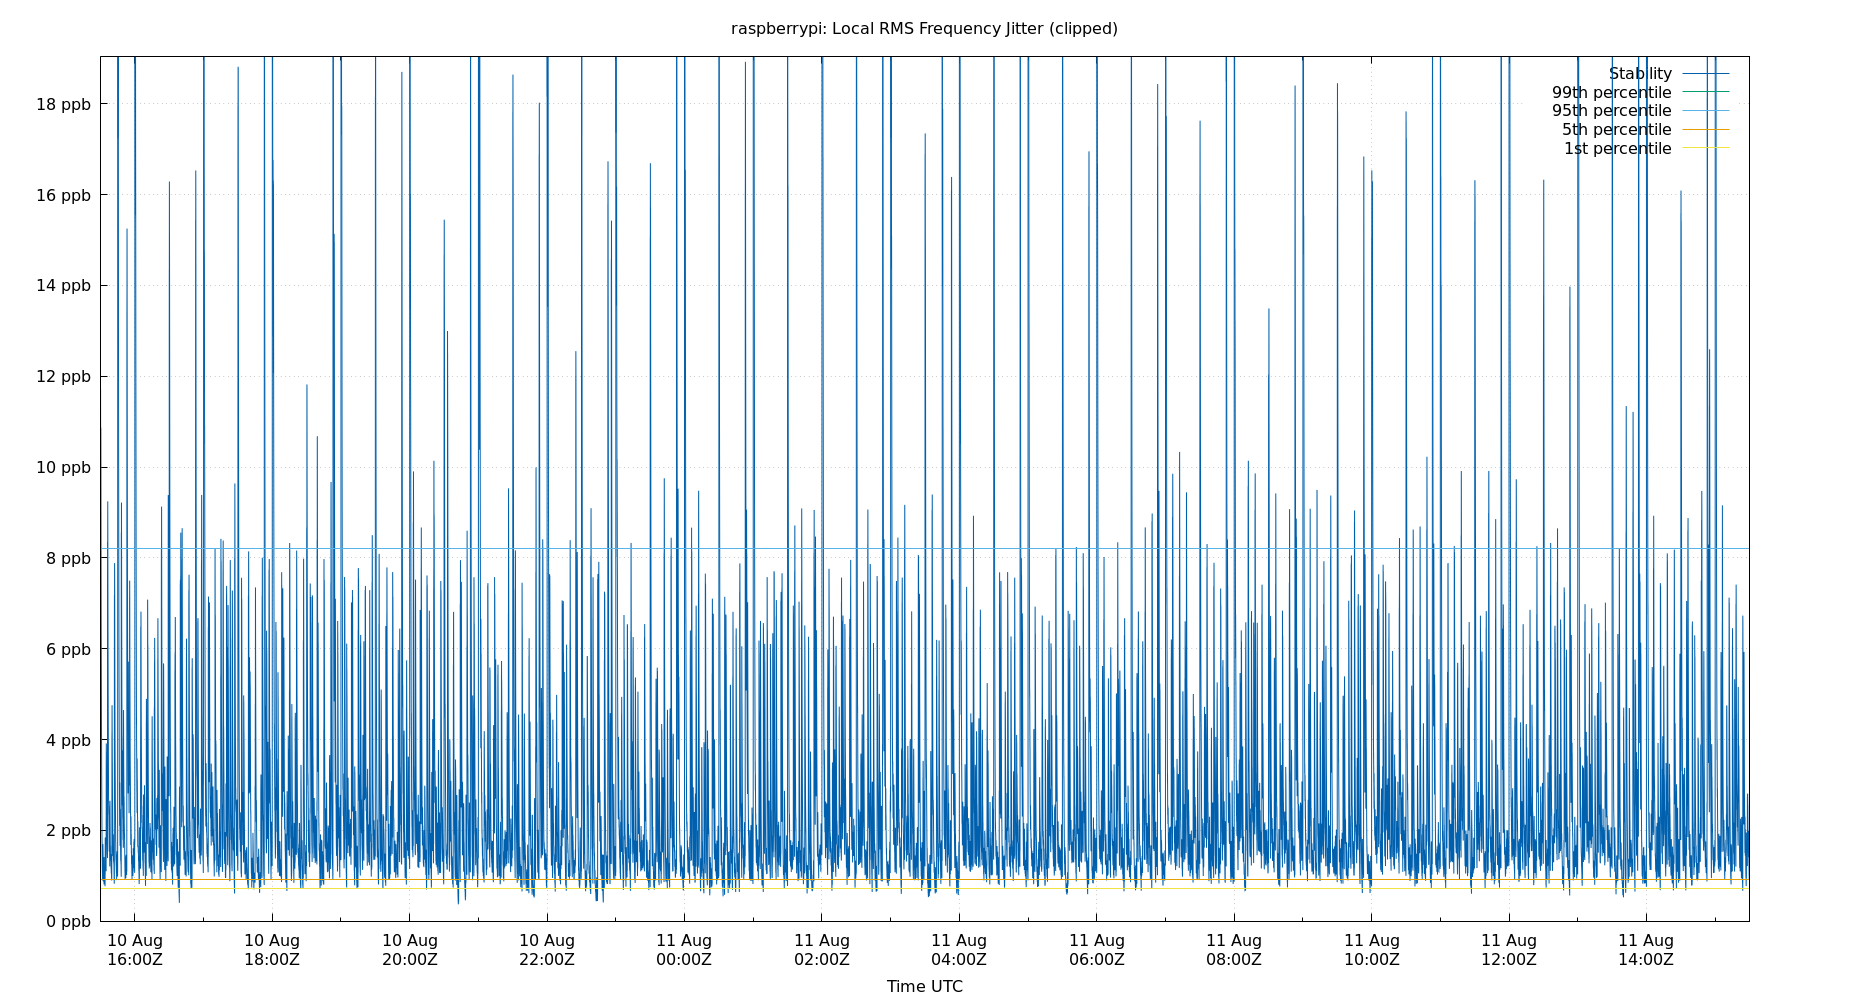 raspberrypi: Local RMS Frequency Jitter (clipped)
Stability
99th percentile
95th percentile
5th percentile
1st percentile
18 ppb
16 ppb
14 ppb
12 ppb
10 ppb
8 ppb
6 ppb
4 ppb
2 ppb
0 ppb
10 Aug 10 Aug 10 Aug 10 Aug 11 Aug 11 Aug 11 Aug 11 Aug 11 Aug 11 Aug 11 Aug 11 Aug
16:00Z 18:00Z 20:00Z 22:00Z 00:00Z 02:00Z 04:00Z 06:00Z 08:00Z 10:00Z 12:00Z 14:00Z
Time UTC